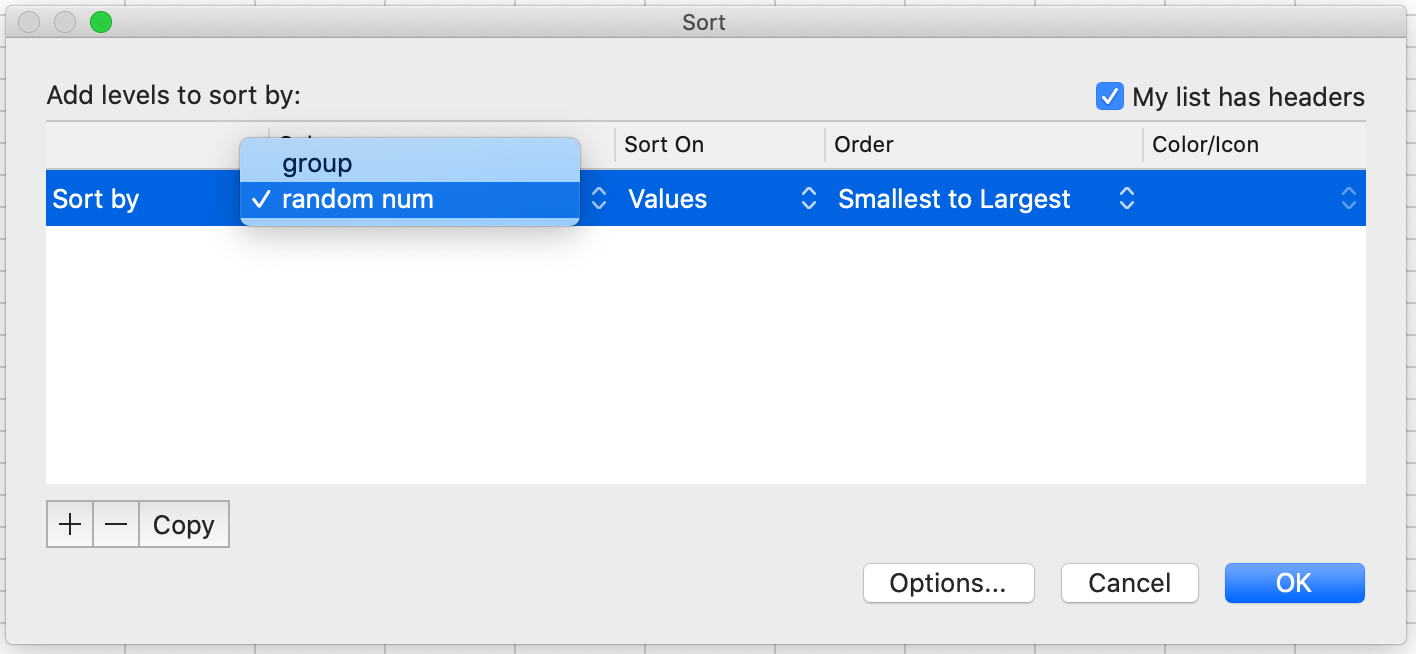 Sort
Add levels to sort by:
My list has headers
Sort On
Order
Color/Icon
group
Sort by
✓ random num
Values
Smallest to Largest
+
−
Copy
Options...
Cancel
OK